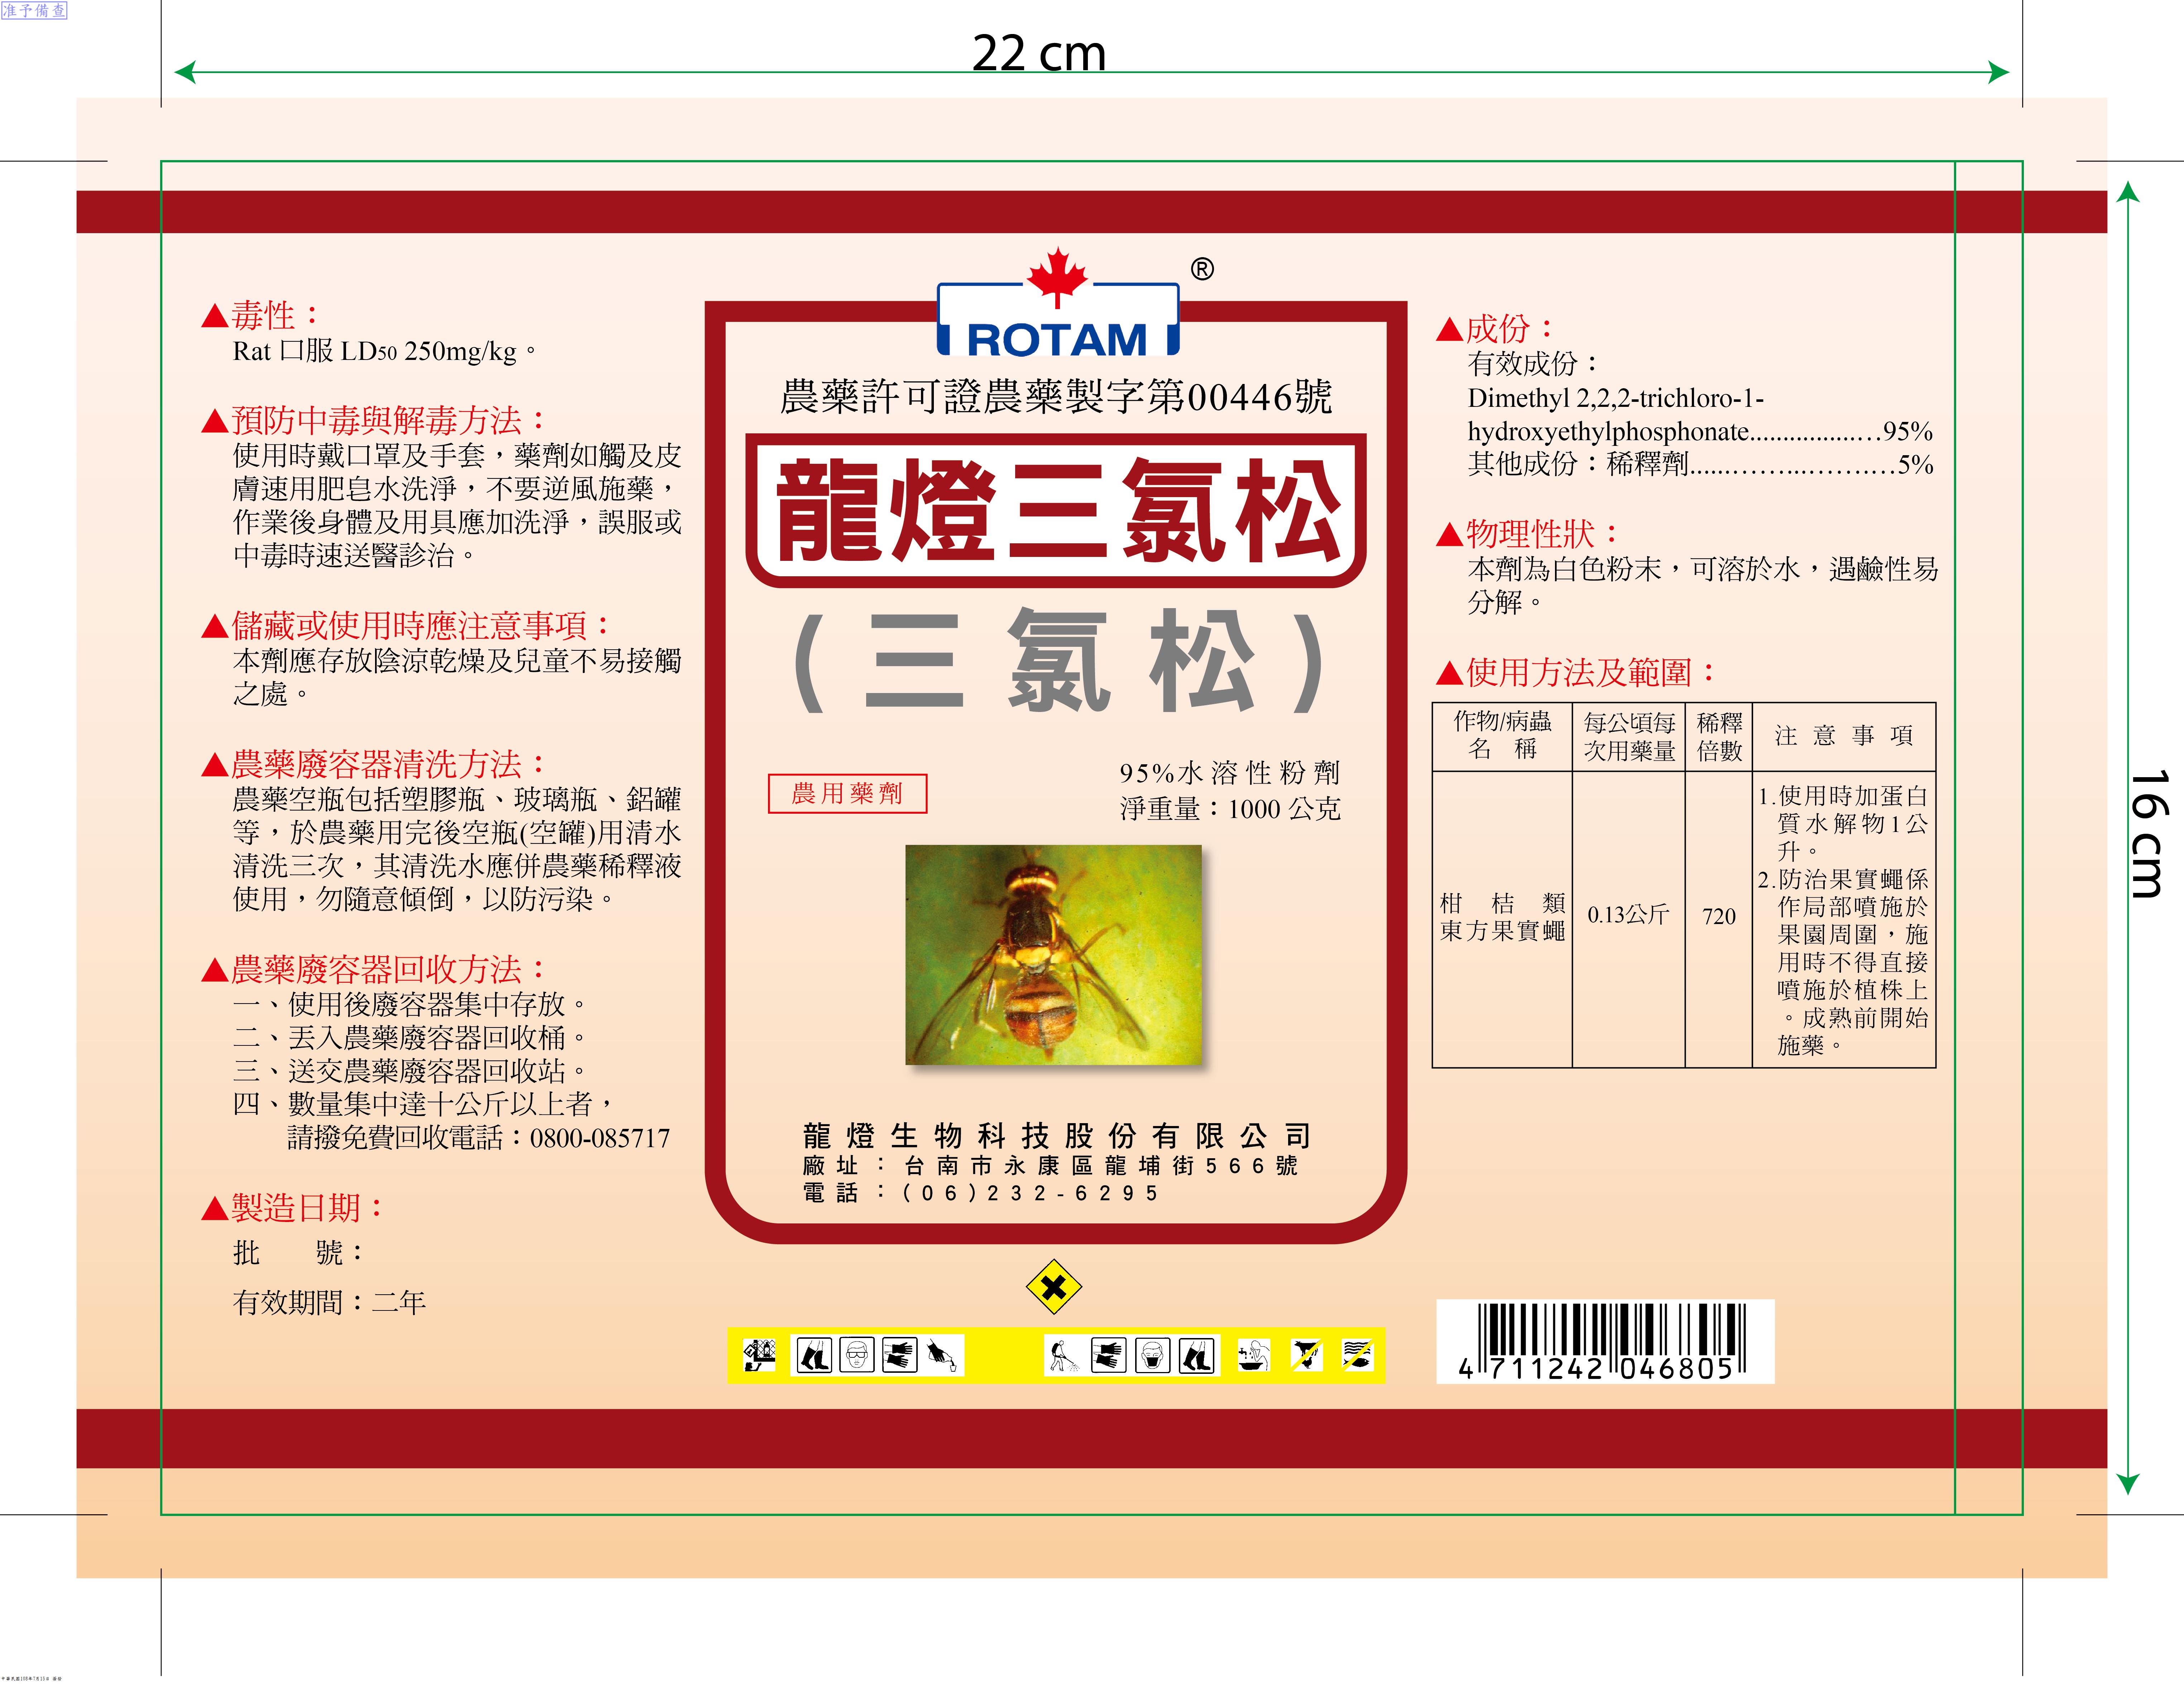 准予備查
22 cm
16 cm
▲毒性：
Rat 口服 LD50 250mg/kg。
▲預防中毒與解毒方法：
使用時戴口罩及手套，藥劑如觸及皮
膚速用肥皂水洗淨，不要逆風施藥，
作業後身體及用具應加洗淨，誤服或
中毒時速送醫診治。
▲儲藏或使用時應注意事項：
本劑應存放陰涼乾燥及兒童不易接觸
之處。
▲農藥廢容器清洗方法：
農藥空瓶包括塑膠瓶、玻璃瓶、鋁罐
等，於農藥用完後空瓶(空罐)用清水
清洗三次，其清洗水應併農藥稀釋液
使用，勿隨意傾倒，以防污染。
▲農藥廢容器回收方法：
一、使用後廢容器集中存放。
二、丟入農藥廢容器回收桶。
三、送交農藥廢容器回收站。
四、數量集中達十公斤以上者，
請撥免費回收電話：0800-085717
▲製造日期：
批　　號：
有效期間：二年
ROTAM ®
農藥許可證農藥製字第00446號
龍燈三氯松
(三氯松)
農用藥劑
95%水溶性粉劑
淨重量：1000 公克
龍燈生物科技股份有限公司
廠址：台南市永康區龍埔街566號
電話：(06)232-6295
▲成份：
有效成份：
Dimethyl 2,2,2-trichloro-1-
hydroxyethylphosphonate...................95%
其他成份：稀釋劑..............................5%
▲物理性狀：
本劑為白色粉末，可溶於水，遇鹼性易
分解。
▲使用方法及範圍：
作物/病蟲
名　稱
每公頃每
次用藥量
稀釋
倍數
注意事項
柑桔類
東方果實蠅
0.13公斤
720
1.使用時加蛋白
質水解物1公
升。
2.防治果實蠅係
作局部噴施於
果園周圍，施
用時不得直接
噴施於植株上
。成熟前開始
施藥。
4 711242 046805